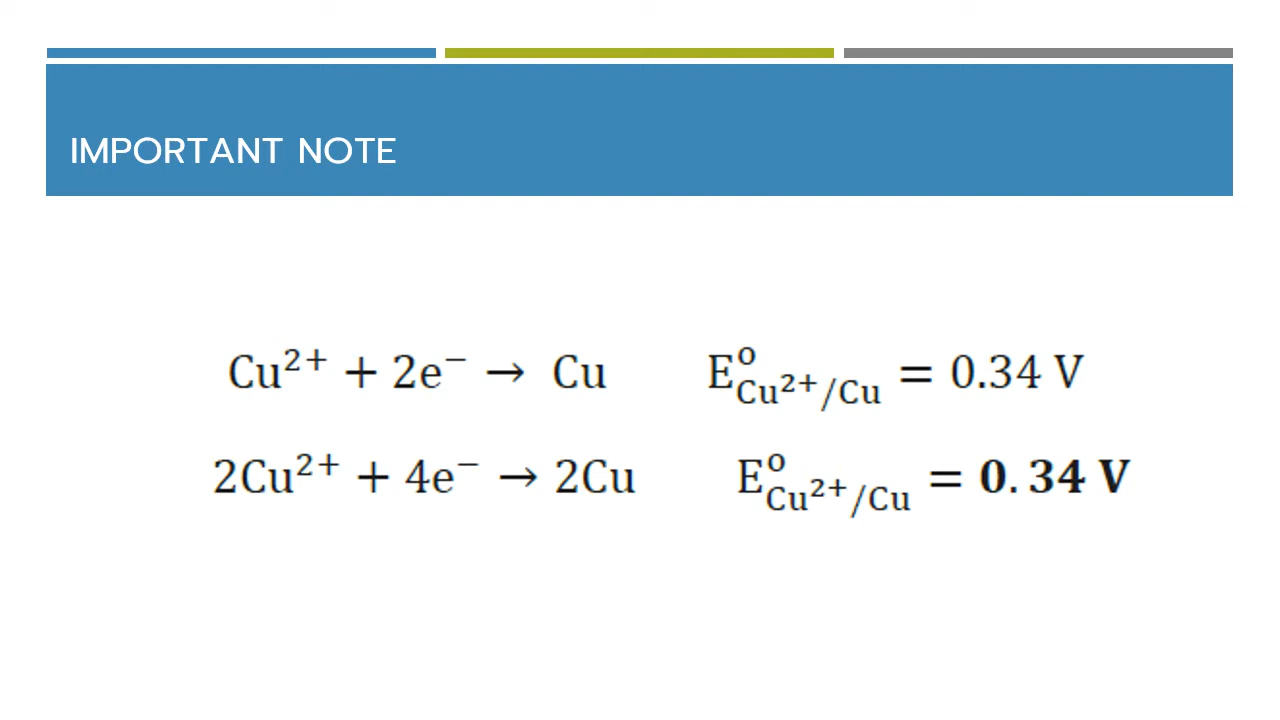 IMPORTANT NOTE
Cu²⁺ + 2e⁻ → Cu E°Cu²⁺/Cu = 0.34 V
2Cu²⁺ + 4e⁻ → 2Cu E°Cu²⁺/Cu = 0.34 V